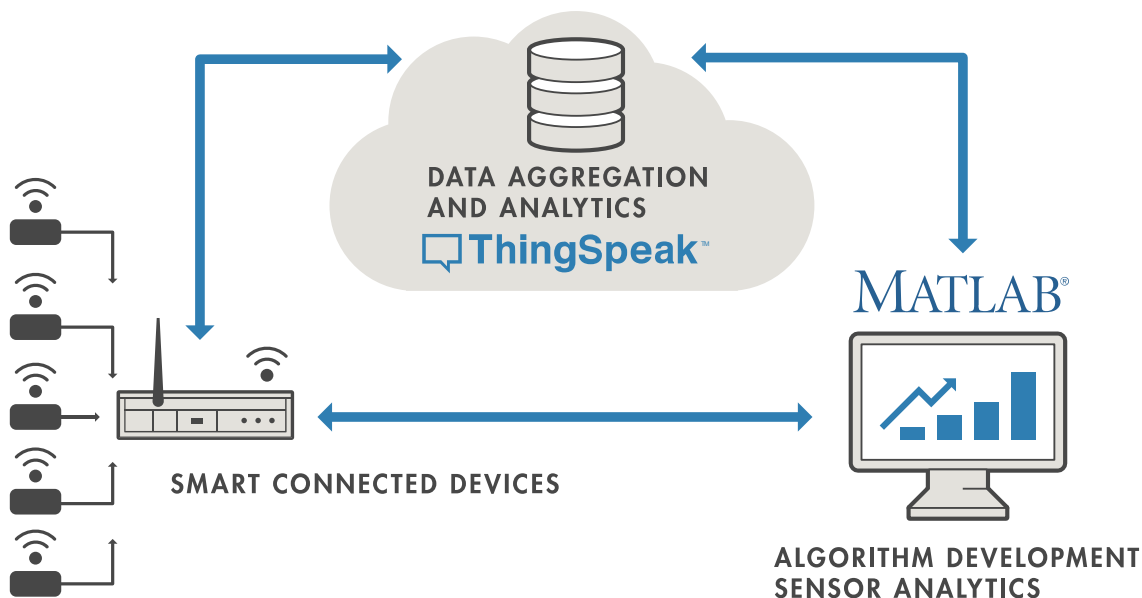 DATA AGGREGATION
AND ANALYTICS
ThingSpeak™
MATLAB®
SMART CONNECTED DEVICES
ALGORITHM DEVELOPMENT
SENSOR ANALYTICS